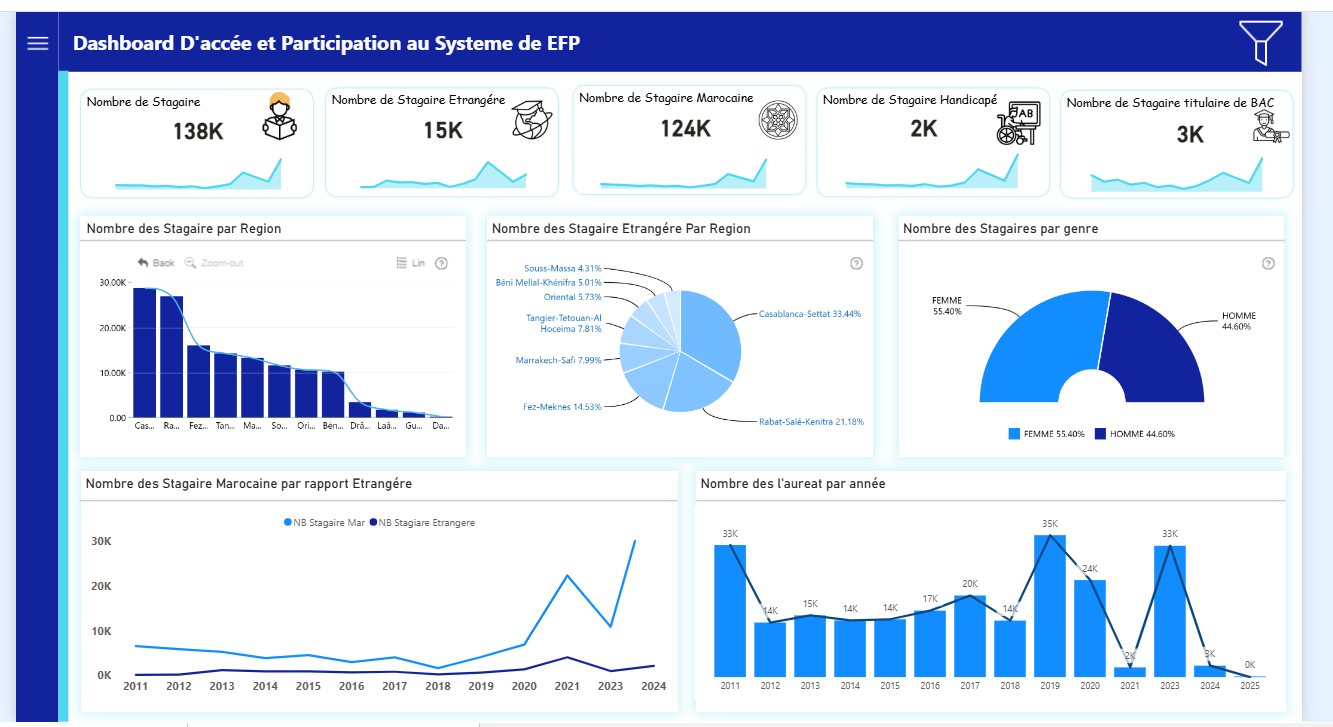 Dashboard D'accée et Participation au Systeme de EFP
Nombre de Stagaire
138K
Nombre de Stagaire Etrangére
15K
Nombre de Stagaire Marocaine
124K
Nombre de Stagaire Handicapé
2K
AB
Nombre de Stagaire titulaire de BAC
3K
Nombre des Stagaire par Region
Back Zoom-out Lin ?
30.00K
20.00K
10.00K
0.00
Cas... Ra... Fez... Tan... Ma... So... Ori... Bén... Drâ... Laâ... Gu... Da...
Nombre des Stagaire Etrangére Par Region
?
Souss-Massa 4.31%
Béni Mellal-Khénifra 5.01%
Oriental 5.73%
Tangier-Tetouan-Al
Hoceima 7.81%
Marrakech-Safi 7.99%
Fez-Meknes 14.53%
Casablanca-Settat 33.44%
Rabat-Salé-Kenitra 21.18%
Nombre des Stagaires par genre
?
FEMME
55.40%
HOMME
44.60%
FEMME 55.40% HOMME 44.60%
Nombre des Stagaire Marocaine par rapport Etrangére
NB Stagaire Mar NB Stagiare Etrangere
30K
20K
10K
0K
2011 2012 2013 2014 2015 2016 2017 2018 2019 2020 2021 2023 2024
Nombre des l'aureat par année
33K 14K 15K 14K 14K 17K 20K 14K 35K 24K 2K 33K 3K 0K
2011 2012 2013 2014 2015 2016 2017 2018 2019 2020 2021 2023 2024 2025